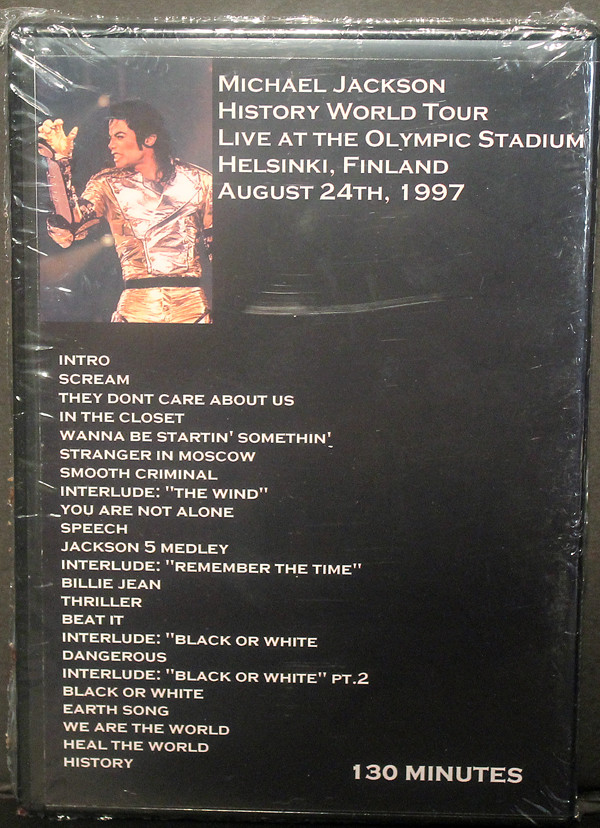 Michael Jackson
History World Tour
Live at the Olympic Stadium
Helsinki, Finland
August 24th, 1997
INTRO
SCREAM
THEY DONT CARE ABOUT US
IN THE CLOSET
WANNA BE STARTIN' SOMETHIN'
STRANGER IN MOSCOW
SMOOTH CRIMINAL
INTERLUDE: "THE WIND"
YOU ARE NOT ALONE
SPEECH
JACKSON 5 MEDLEY
INTERLUDE: "REMEMBER THE TIME"
BILLIE JEAN
THRILLER
BEAT IT
INTERLUDE: "BLACK OR WHITE
DANGEROUS
INTERLUDE: "BLACK OR WHITE" PT.2
BLACK OR WHITE
EARTH SONG
WE ARE THE WORLD
HEAL THE WORLD
HISTORY
130 MINUTES